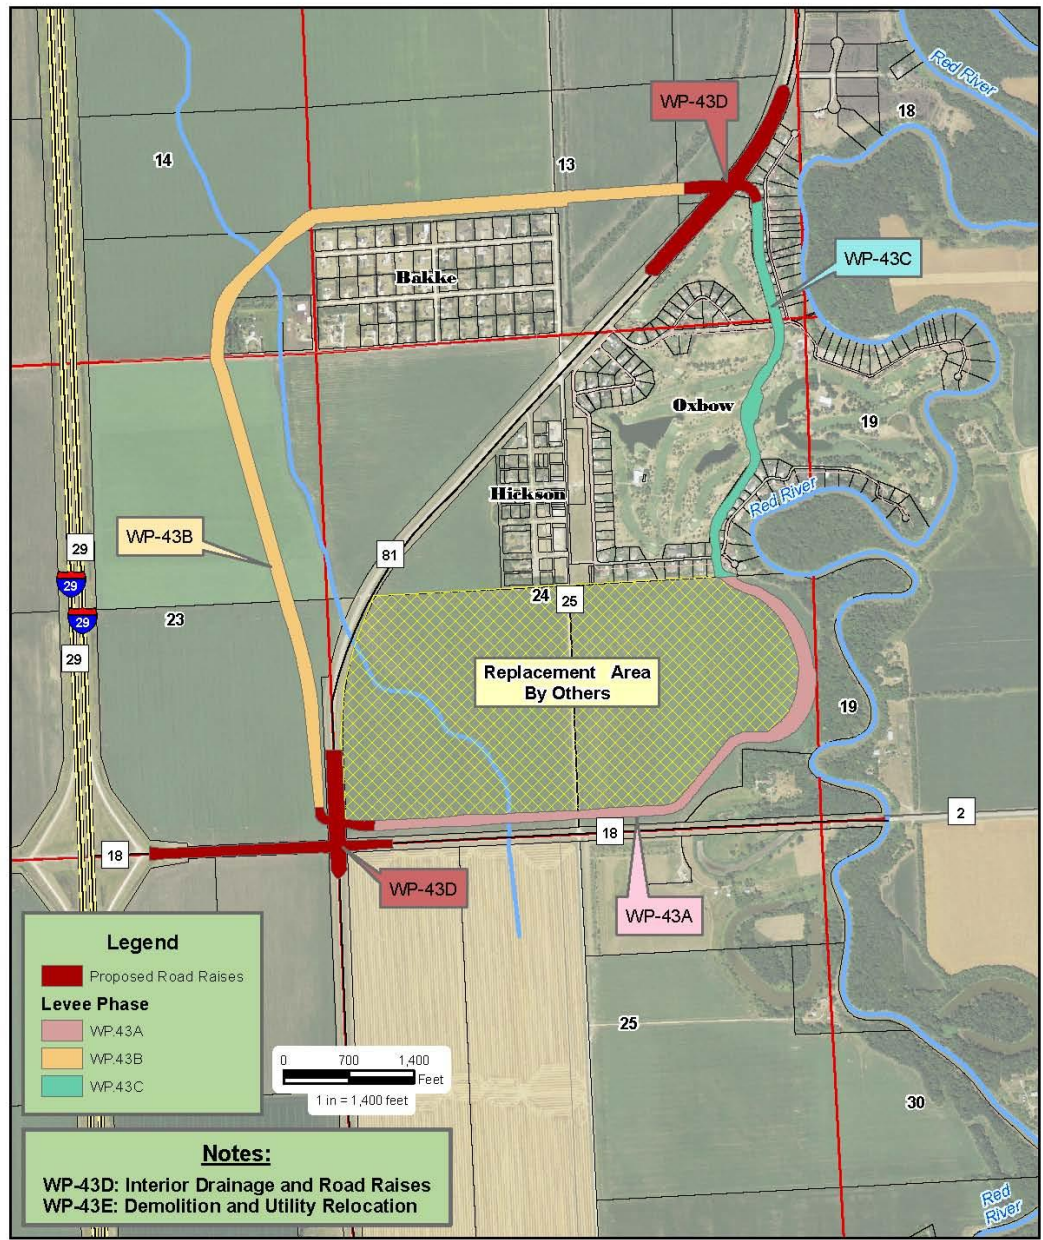 Red River
WP-43D
18
14
13
WP-43C
Bakke
Oxbow
19
Hickson
Red River
WP-43B
29
81
29
29
23
24
25
29
Replacement Area
By Others
19
2
18
18
WP-43D
WP-43A
Legend
Proposed Road Raises
Levee Phase
WP.43A
WP.43B
WP.43C
25
0 700 1,400
Feet
1 in = 1,400 feet
30
Notes:
WP-43D: Interior Drainage and Road Raises
WP-43E: Demolition and Utility Relocation
Red
River